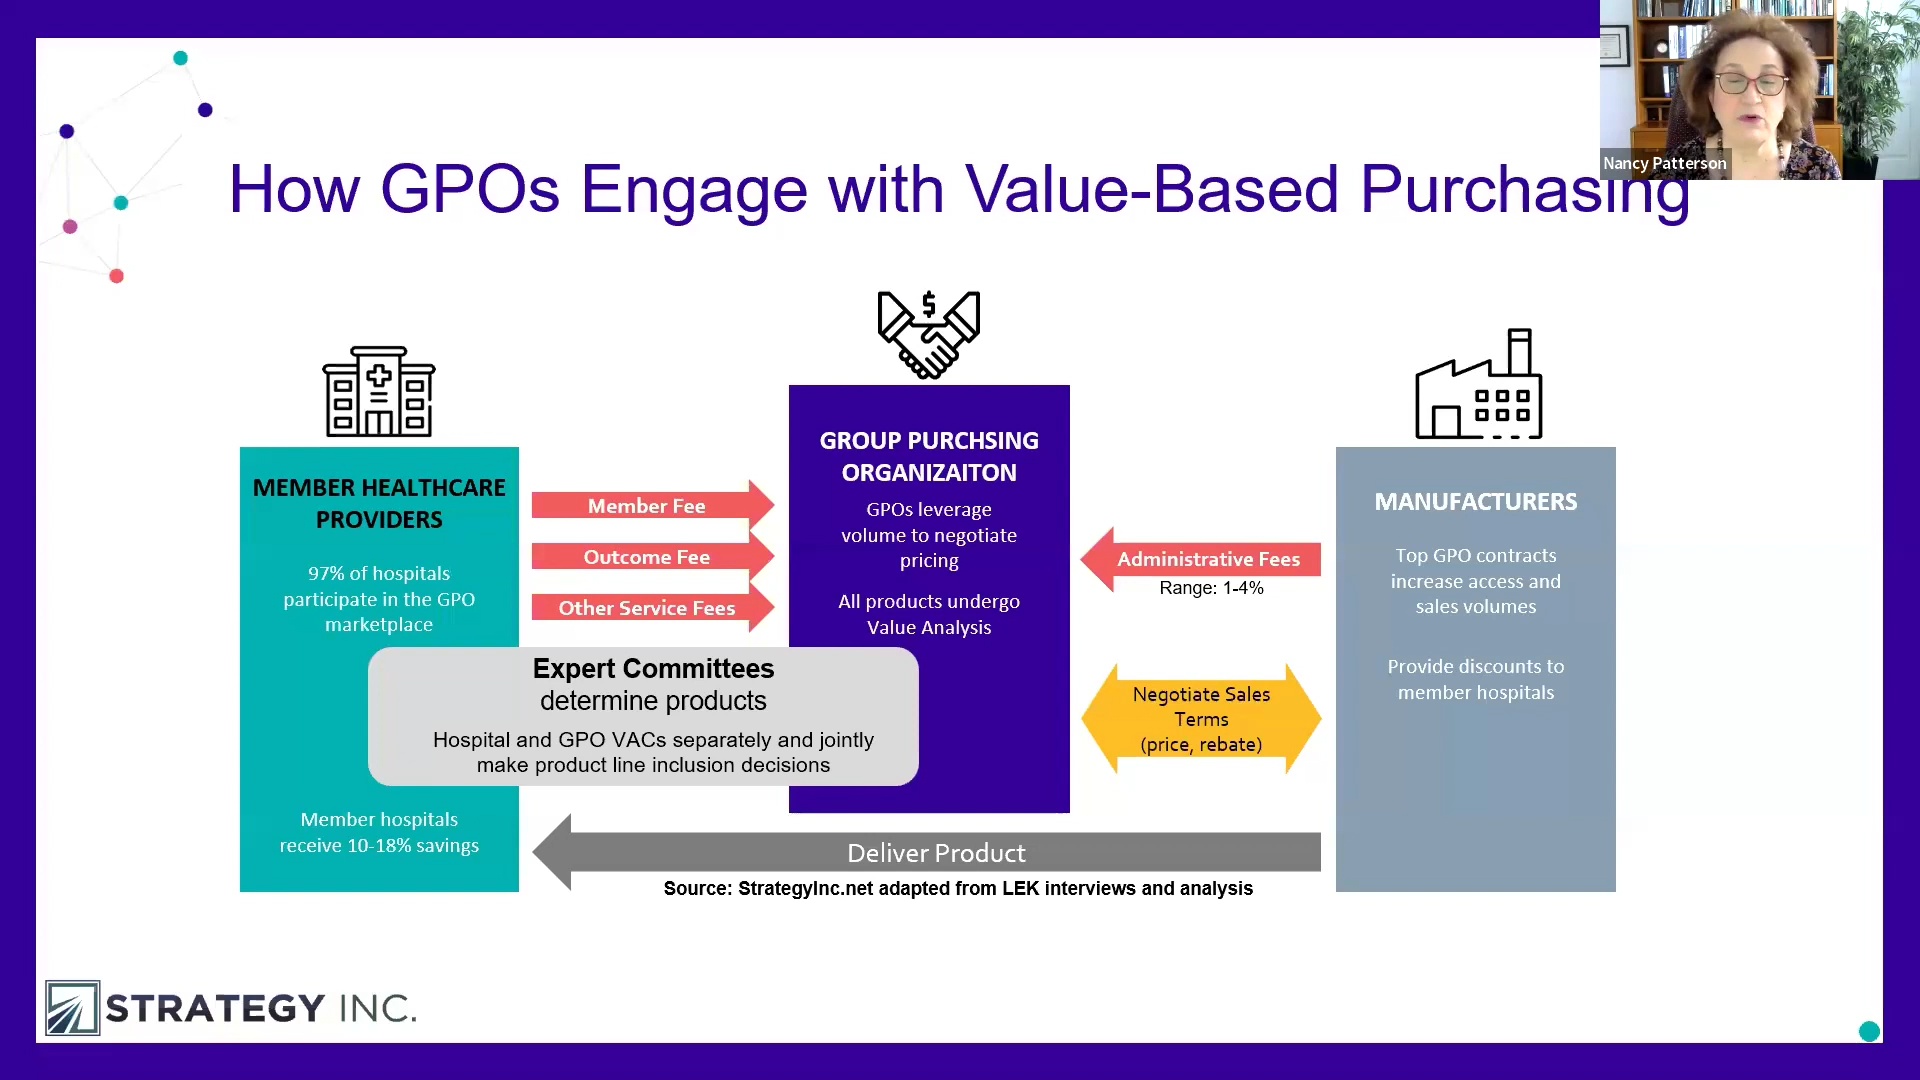 Nancy Patterson
How GPOs Engage with Value-Based Purchasing
MEMBER HEALTHCARE
PROVIDERS
97% of hospitals
participate in the GPO
marketplace
Member hospitals
receive 10-18% savings
Member Fee
Outcome Fee
Other Service Fees
Expert Committees
determine products
Hospital and GPO VACs separately and jointly
make product line inclusion decisions
$
GROUP PURCHSING
ORGANIZAITON
GPOs leverage
volume to negotiate
pricing
All products undergo
Value Analysis
Administrative Fees
Range: 1-4%
Negotiate Sales
Terms
(price, rebate)
MANUFACTURERS
Top GPO contracts
increase access and
sales volumes
Provide discounts to
member hospitals
Deliver Product
Source: StrategyInc.net adapted from LEK interviews and analysis
STRATEGY INC.